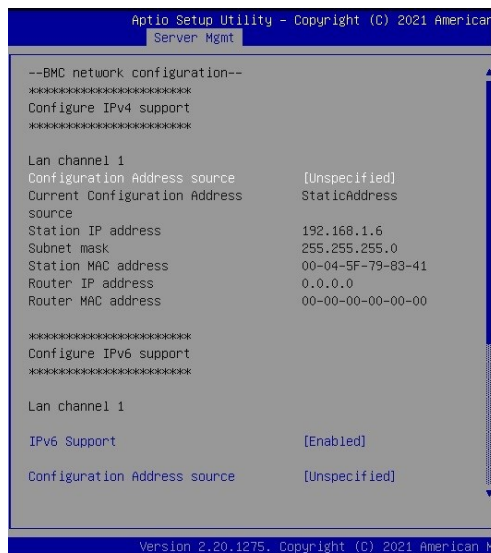 Aptio Setup Utility - Copyright (C) 2021 American
Server Mgmt
--BMC network configuration--
**********************
Configure IPv4 support
**********************
Lan channel 1
Configuration Address source [Unspecified]
Current Configuration Address StaticAddress
source
Station IP address 192.168.1.6
Subnet mask 255.255.255.0
Station MAC address 00-04-5F-79-83-41
Router IP address 0.0.0.0
Router MAC address 00-00-00-00-00-00
**********************
Configure IPv6 support
**********************
Lan channel 1
IPv6 Support [Enabled]
Configuration Address source [Unspecified]
Version 2.20.1275. Copyright (C) 2021 American